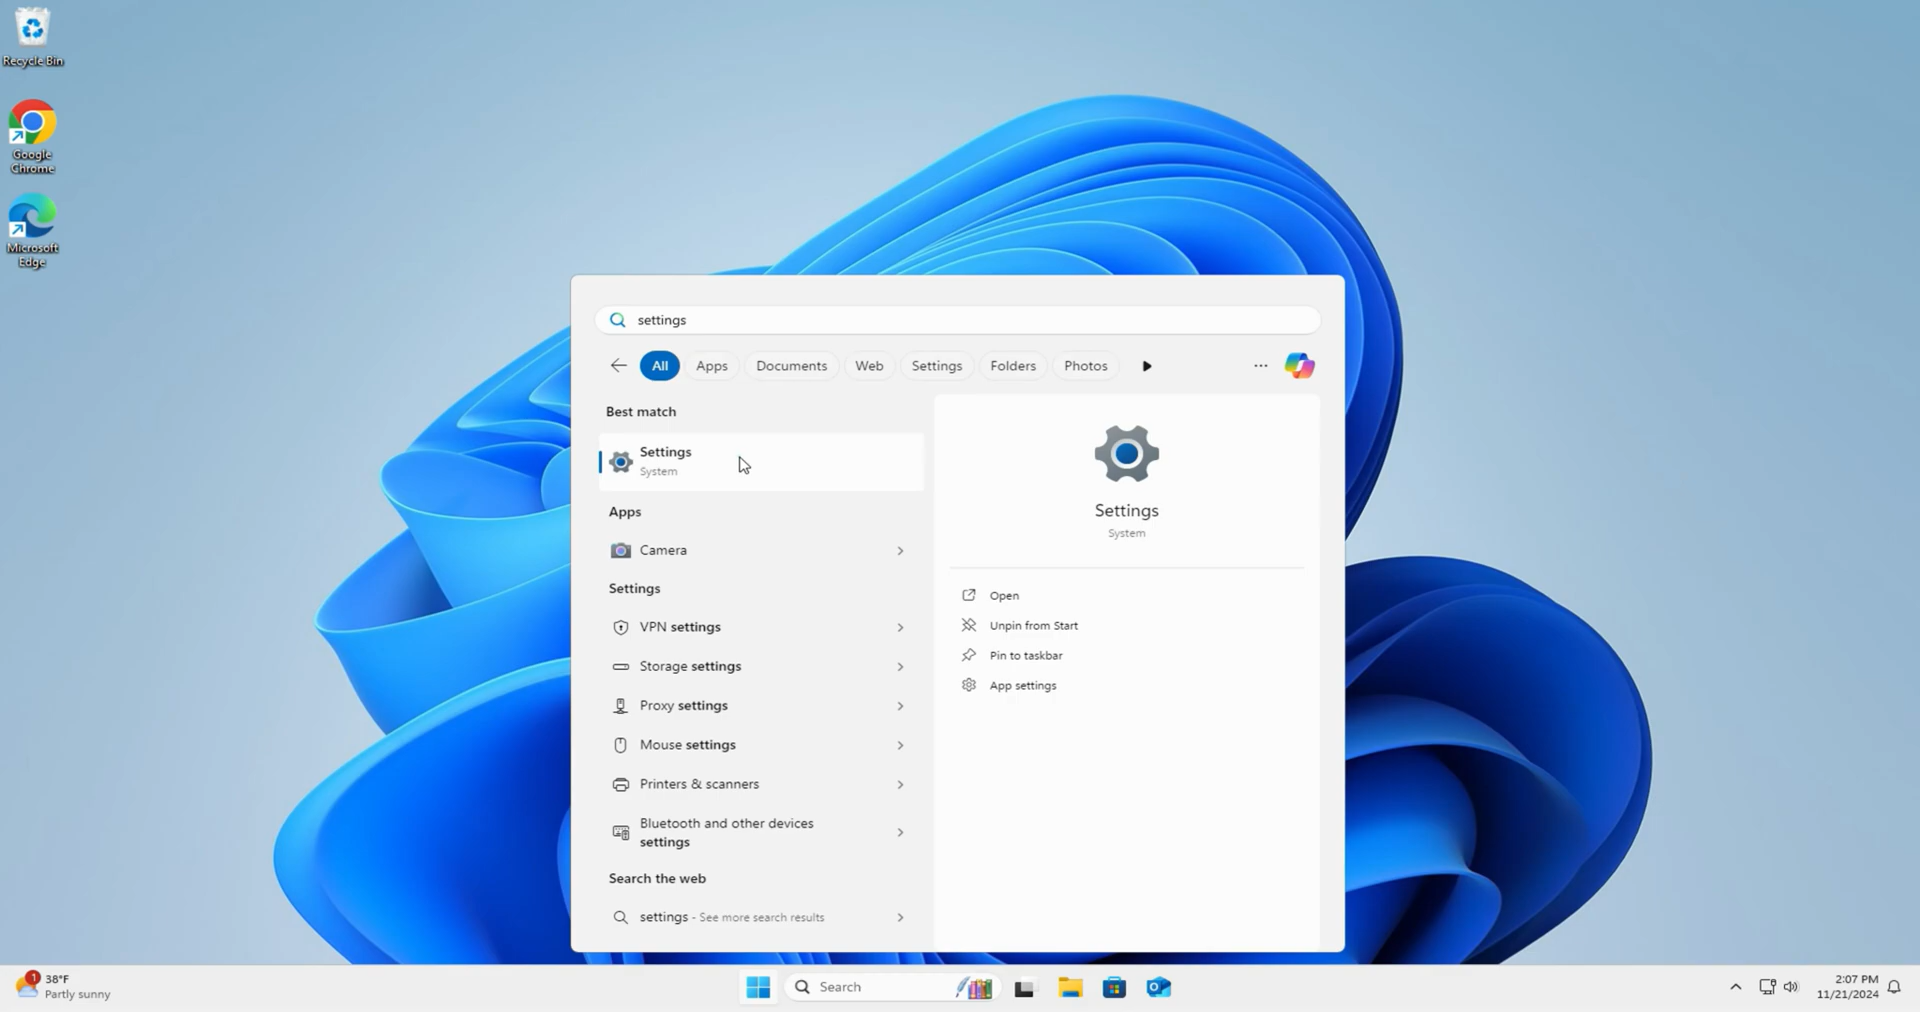 Recycle Bin
Google
Chrome
Microsoft
Edge
settings
All
Apps
Documents
Web
Settings
Folders
Photos
Best match
Settings
System
Apps
Camera
Settings
VPN settings
Storage settings
Proxy settings
Mouse settings
Printers & scanners
Bluetooth and other devices
settings
Search the web
settings - See more search results
Settings
System
Open
Unpin from Start
Pin to taskbar
App settings
1
38°F
Partly sunny
Search
2:07 PM
11/21/2024